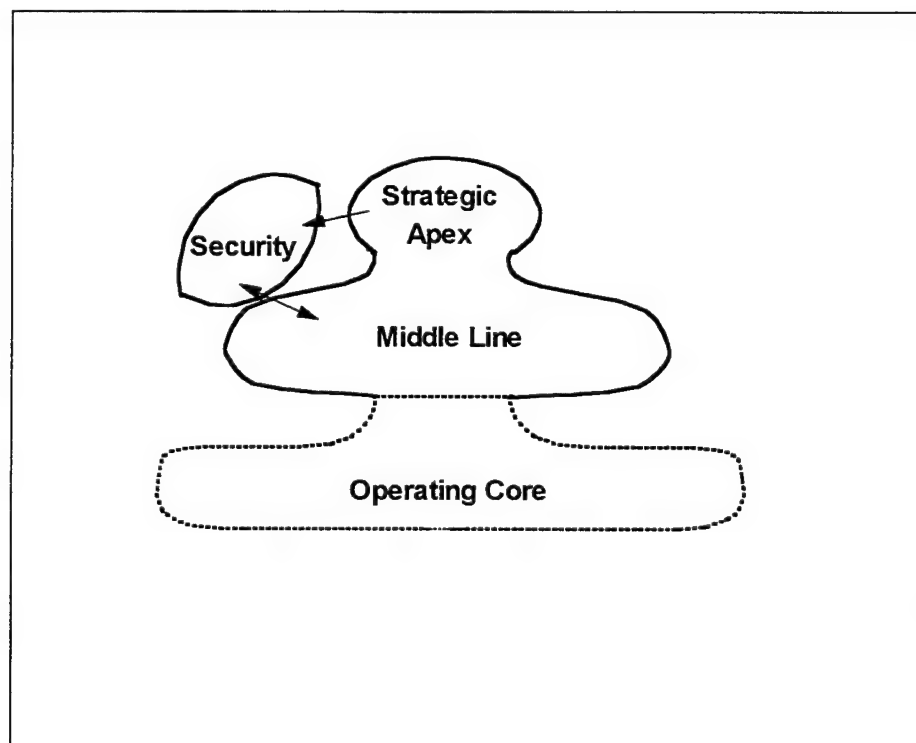 Strategic
Apex
Security
Middle Line
Operating Core